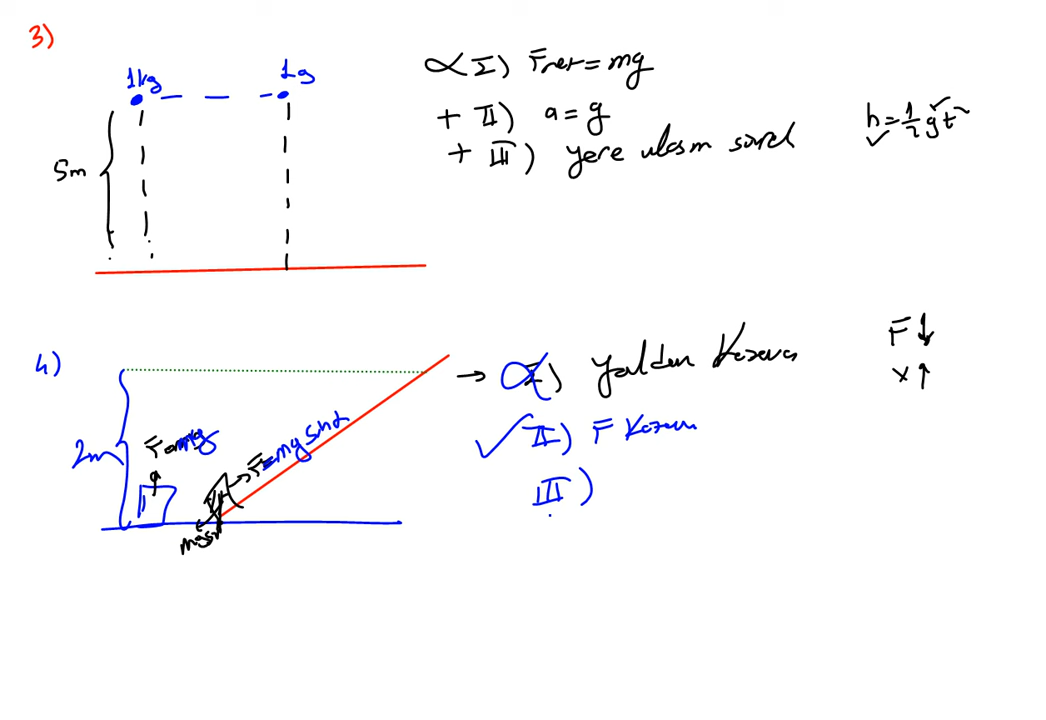 3)
1kg
1g
5m
I) Fnet = mg
+ II) a = g
+ III) yere ulaşm süresi
h = 1/2 g t²
4)
2m
F = mg
F = mg sinα
→ I) Yoldan Kazanç
✓ II) F Kazanç
III)
F ↓
x ↑